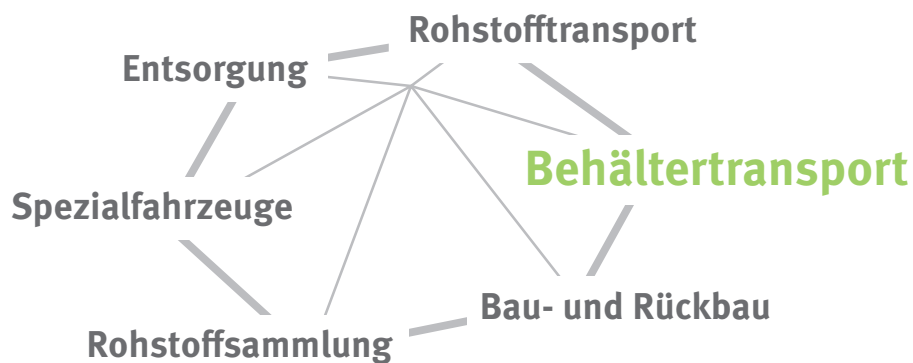 Rohstofftransport
Entsorgung
Behältertransport
Spezialfahrzeuge
Bau- und Rückbau
Rohstoffsammlung